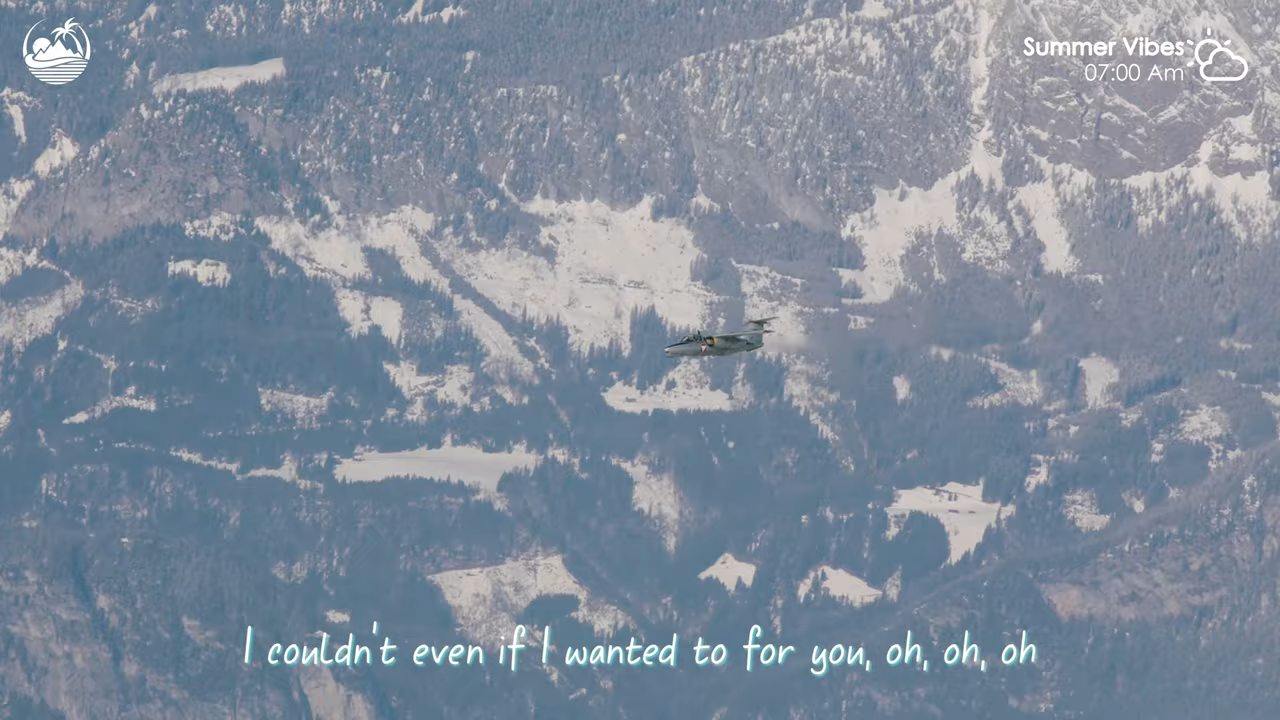 Summer Vibes
07:00 Am
I couldn't even if I wanted to for you, oh, oh, oh